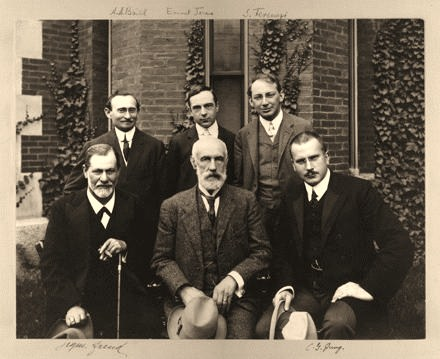 A.A. Brill Ernest Jones S. Ferenczi
Sigm. Freud C. G. Jung.